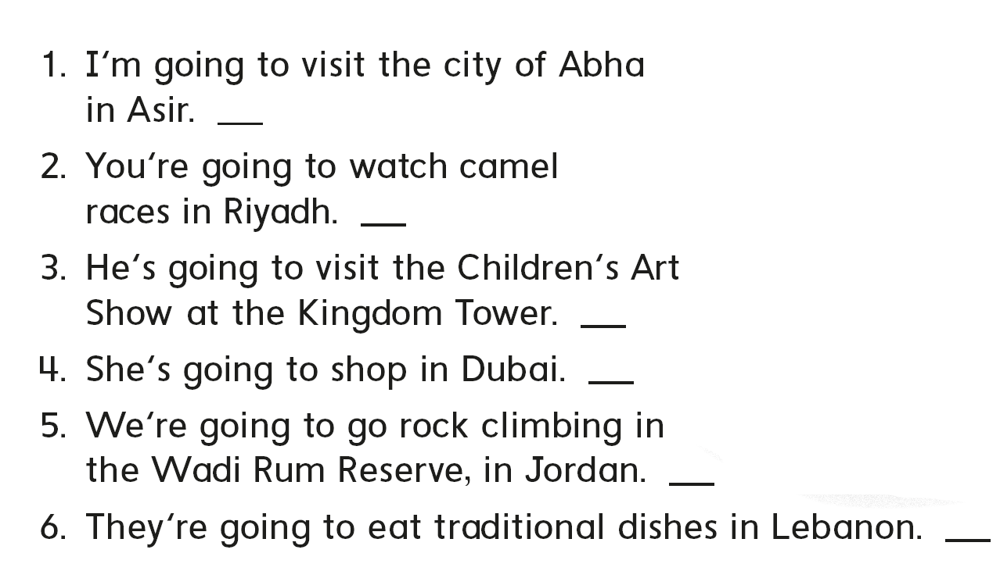 1. I‘m going to visit the city of Abha
in Asir. ___
2. You‘re going to watch camel
races in Riyadh. ___
3. He‘s going to visit the Children‘s Art
Show at the Kingdom Tower. ___
4. She‘s going to shop in Dubai. ___
5. We‘re going to go rock climbing in
the Wadi Rum Reserve, in Jordan. ___
6. They‘re going to eat traditional dishes in Lebanon. ___